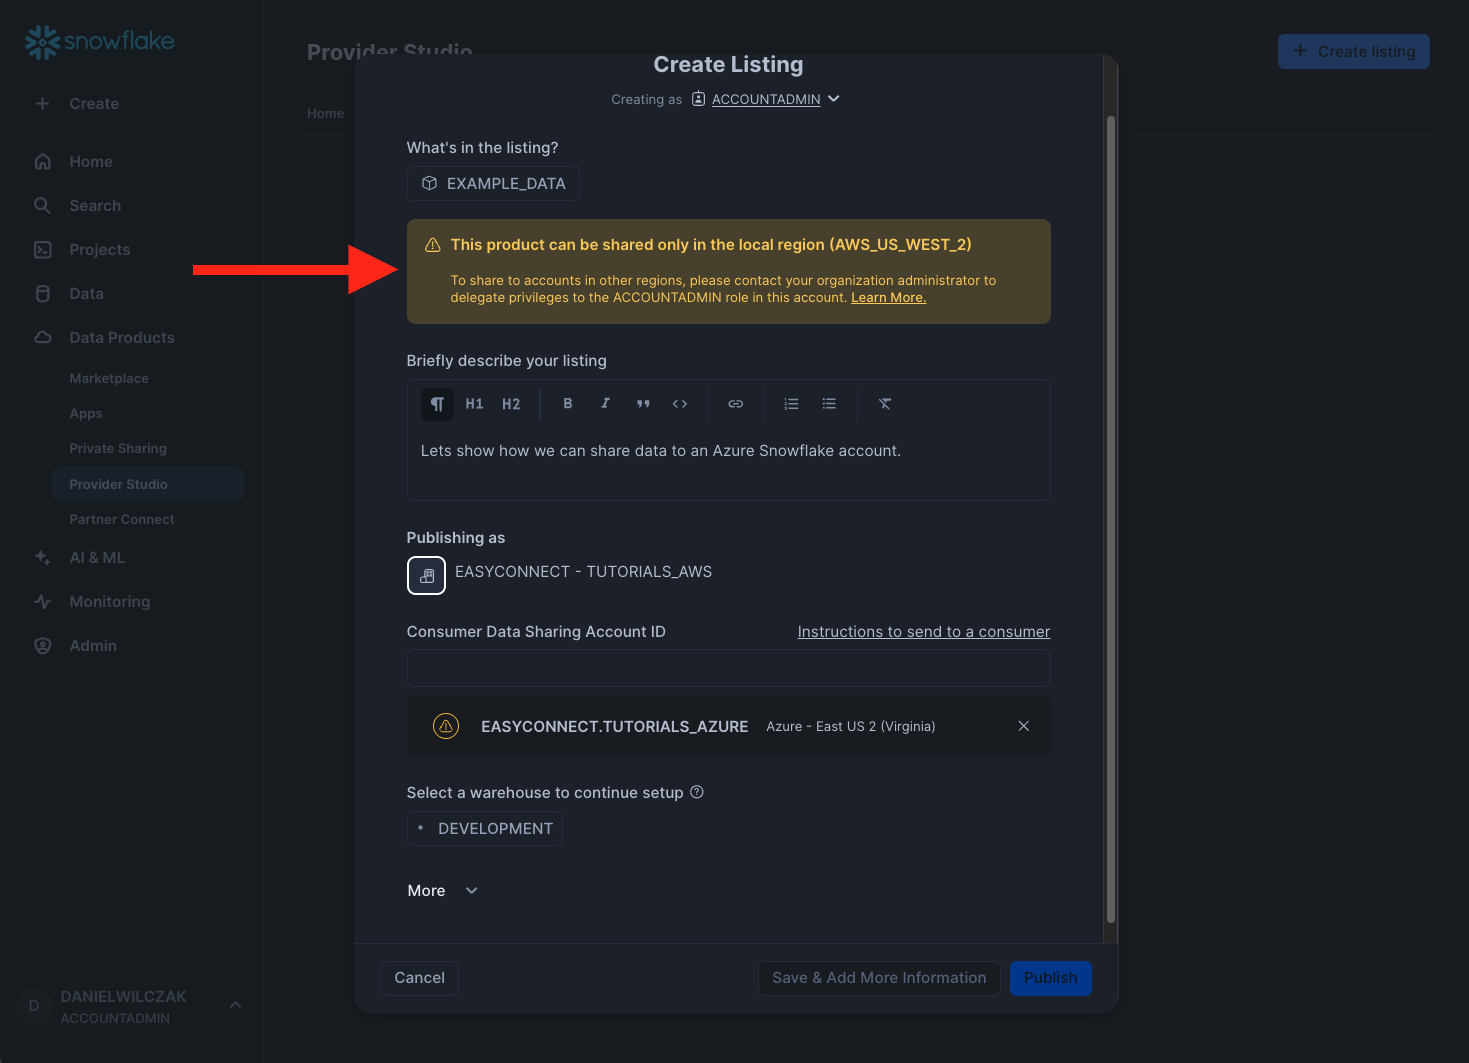 snowflake
Provider Studio
+ Create listing
Create
Home
Home
Search
Projects
Data
Data Products
Marketplace
Apps
Private Sharing
Provider Studio
Partner Connect
AI & ML
Monitoring
Admin
D
DANIELWILCZAK
ACCOUNTADMIN
Create Listing
Creating as ACCOUNTADMIN
What's in the listing?
EXAMPLE_DATA
This product can be shared only in the local region (AWS_US_WEST_2)
To share to accounts in other regions, please contact your organization administrator to
delegate privileges to the ACCOUNTADMIN role in this account. Learn More.
Briefly describe your listing
¶ H1 H2 B I " <>
Lets show how we can share data to an Azure Snowflake account.
Publishing as
EASYCONNECT - TUTORIALS_AWS
Consumer Data Sharing Account ID Instructions to send to a consumer
EASYCONNECT.TUTORIALS_AZURE Azure - East US 2 (Virginia)
Select a warehouse to continue setup
DEVELOPMENT
More
Cancel Save & Add More Information Publish